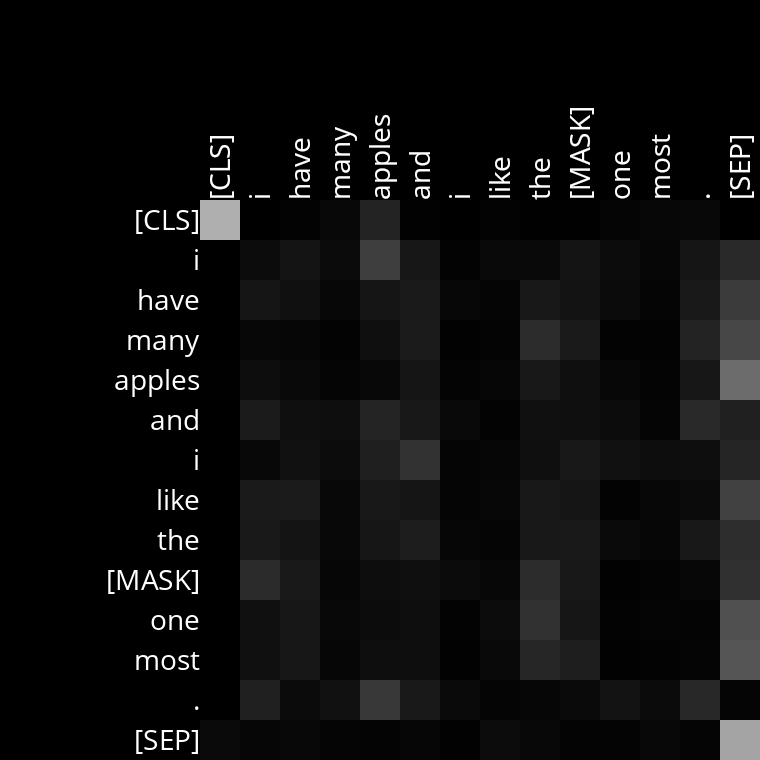 [CLS] i have many apples and i like the [MASK] one most . [SEP]
[CLS]
i
have
many
apples
and
i
like
the
[MASK]
one
most
.
[SEP]